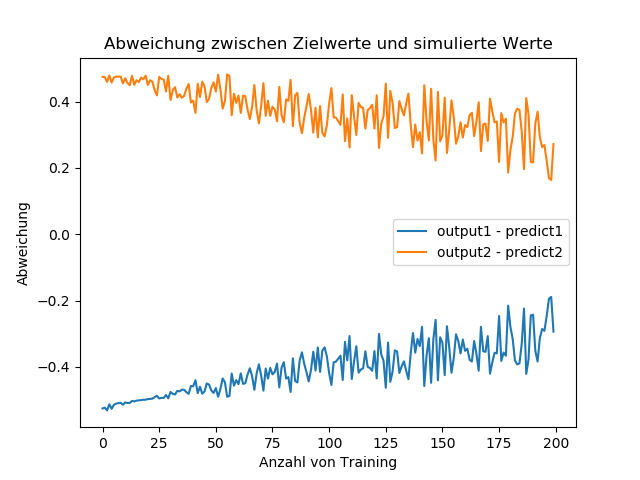 Abweichung zwischen Zielwerte und simulierte Werte
Abweichung
0.4
0.2
0.0
−0.2
−0.4
output1 - predict1
output2 - predict2
0 25 50 75 100 125 150 175 200
Anzahl von Training